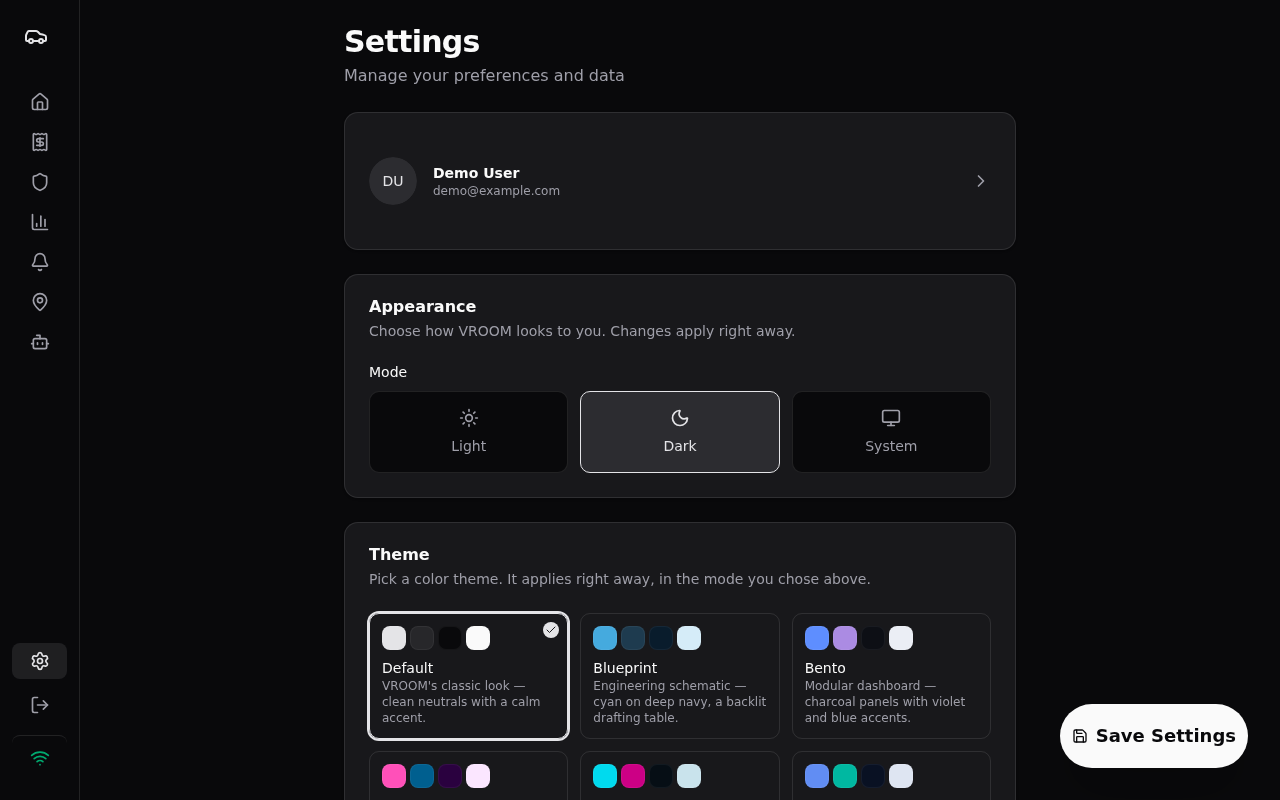 Settings
Manage your preferences and data
DU
Demo User
demo@example.com
Appearance
Choose how VROOM looks to you. Changes apply right away.
Mode
Light
Dark
System
Theme
Pick a color theme. It applies right away, in the mode you chose above.
Default
VROOM's classic look —
clean neutrals with a calm
accent.
Blueprint
Engineering schematic —
cyan on deep navy, a backlit
drafting table.
Bento
Modular dashboard —
charcoal panels with violet
and blue accents.
Save Settings